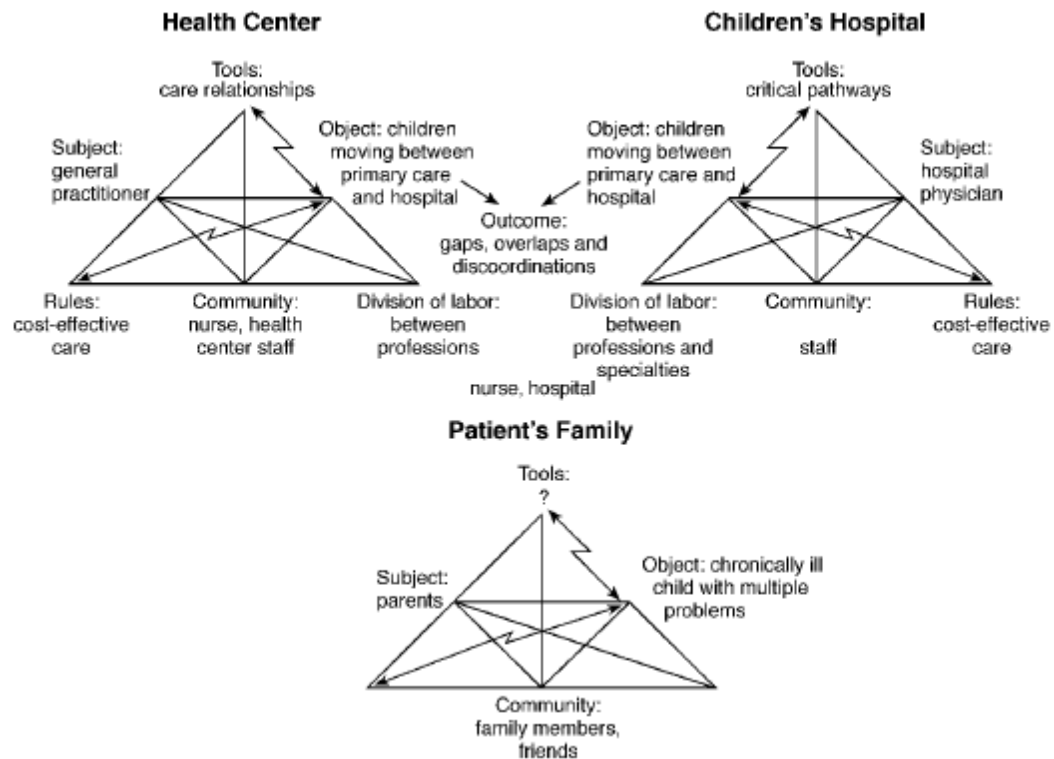 Health Center
Tools:
care relationships
Subject:
general
practitioner
Object: children
moving between
primary care
and hospital
Rules:
cost-effective
care
Community:
nurse, health
center staff
Division of labor:
between
professions
Outcome:
gaps, overlaps and
discoordinations
Children's Hospital
Tools:
critical pathways
Object: children
moving between
primary care and
hospital
Subject:
hospital
physician
Division of labor:
between
professions and
specialties
Community:
staff
Rules:
cost-effective
care
nurse, hospital
Patient's Family
Tools:
?
Subject:
parents
Object: chronically ill
child with multiple
problems
Community:
family members,
friends